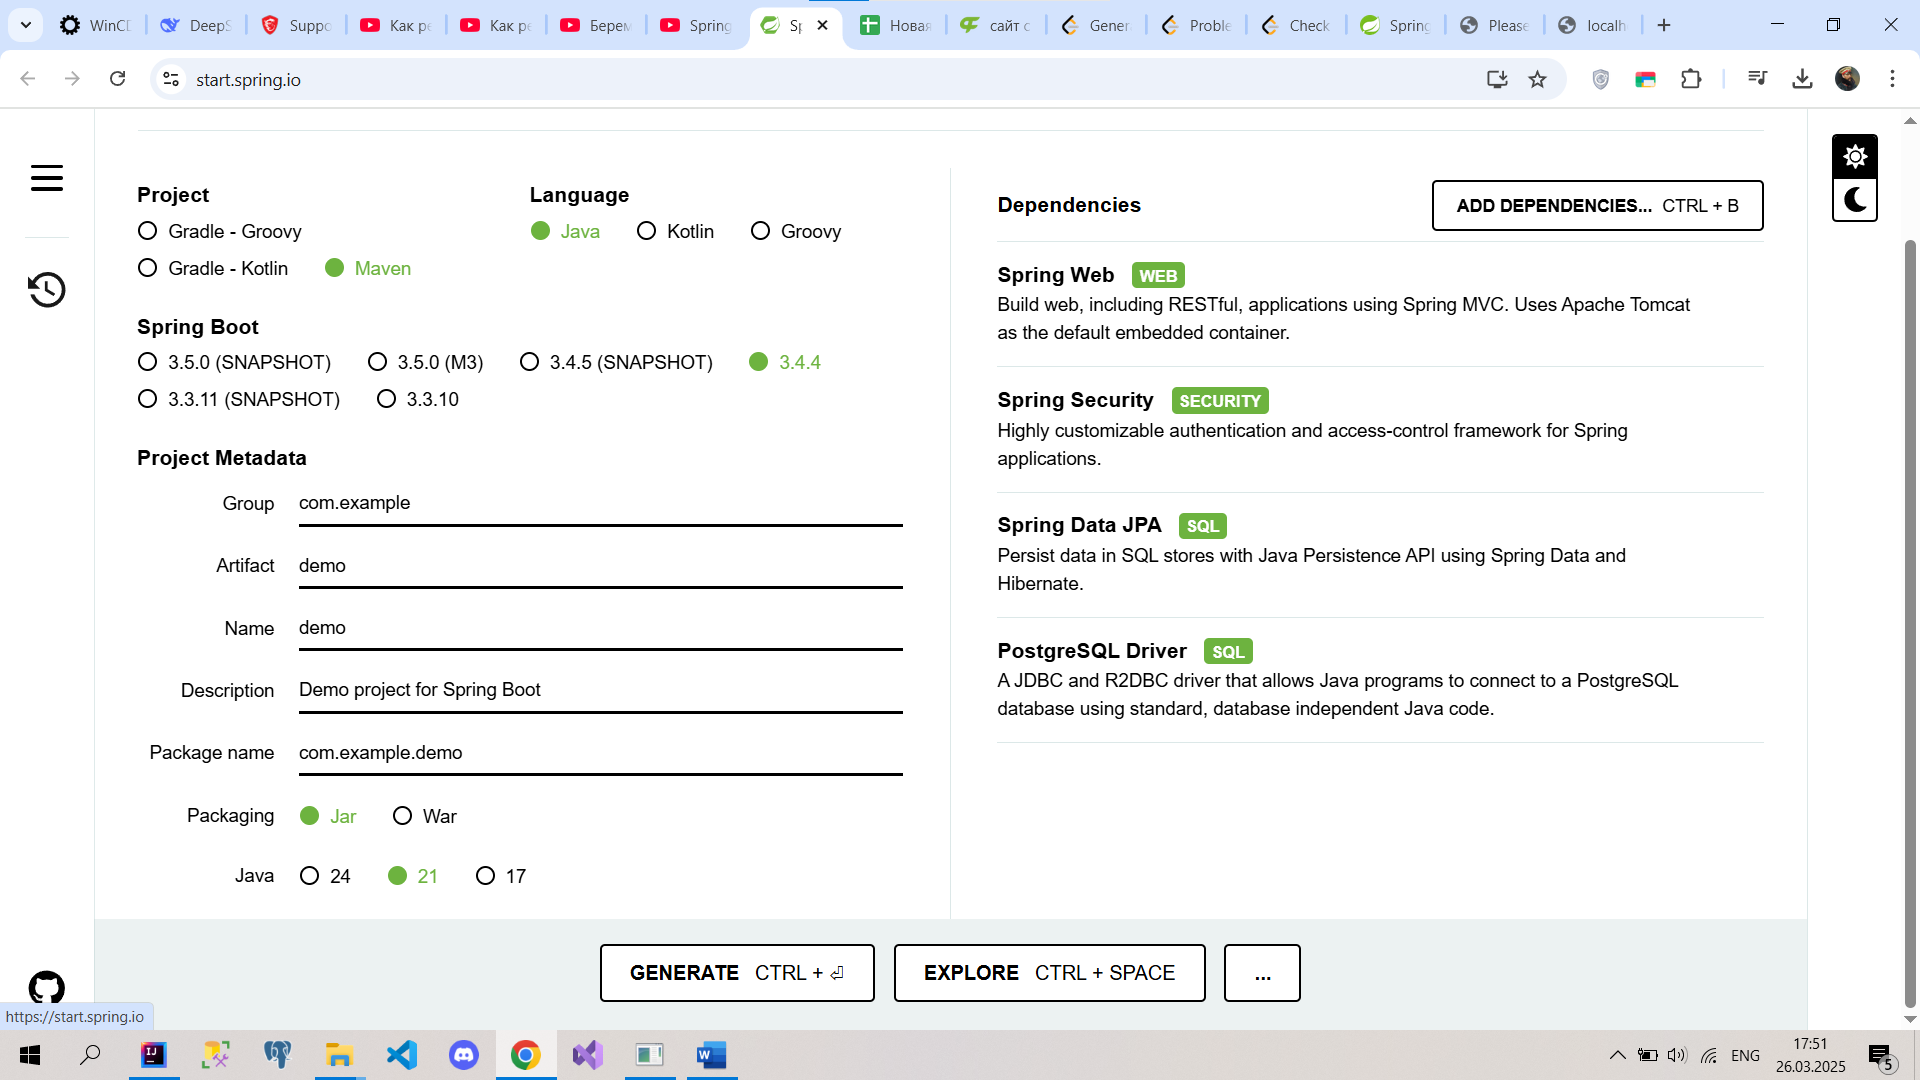 WinCD
DeepS
Suppo
Как ре
Как ре
Берем
Spring
Sp
Новая
сайт с
Gener
Proble
Check
Spring
Please
localh
start.spring.io
Project
Gradle - Groovy
Gradle - Kotlin
Maven
Language
Java
Kotlin
Groovy
Spring Boot
3.5.0 (SNAPSHOT)
3.5.0 (M3)
3.4.5 (SNAPSHOT)
3.4.4
3.3.11 (SNAPSHOT)
3.3.10
Project Metadata
Group com.example
Artifact demo
Name demo
Description Demo project for Spring Boot
Package name com.example.demo
Packaging Jar War
Java 24 21 17
Dependencies
ADD DEPENDENCIES... CTRL + B
Spring Web WEB
Build web, including RESTful, applications using Spring MVC. Uses Apache Tomcat
as the default embedded container.
Spring Security SECURITY
Highly customizable authentication and access-control framework for Spring
applications.
Spring Data JPA SQL
Persist data in SQL stores with Java Persistence API using Spring Data and
Hibernate.
PostgreSQL Driver SQL
A JDBC and R2DBC driver that allows Java programs to connect to a PostgreSQL
database using standard, database independent Java code.
GENERATE CTRL + ⏎
EXPLORE CTRL + SPACE
...
https://start.spring.io
ENG
17:51
26.03.2025
5